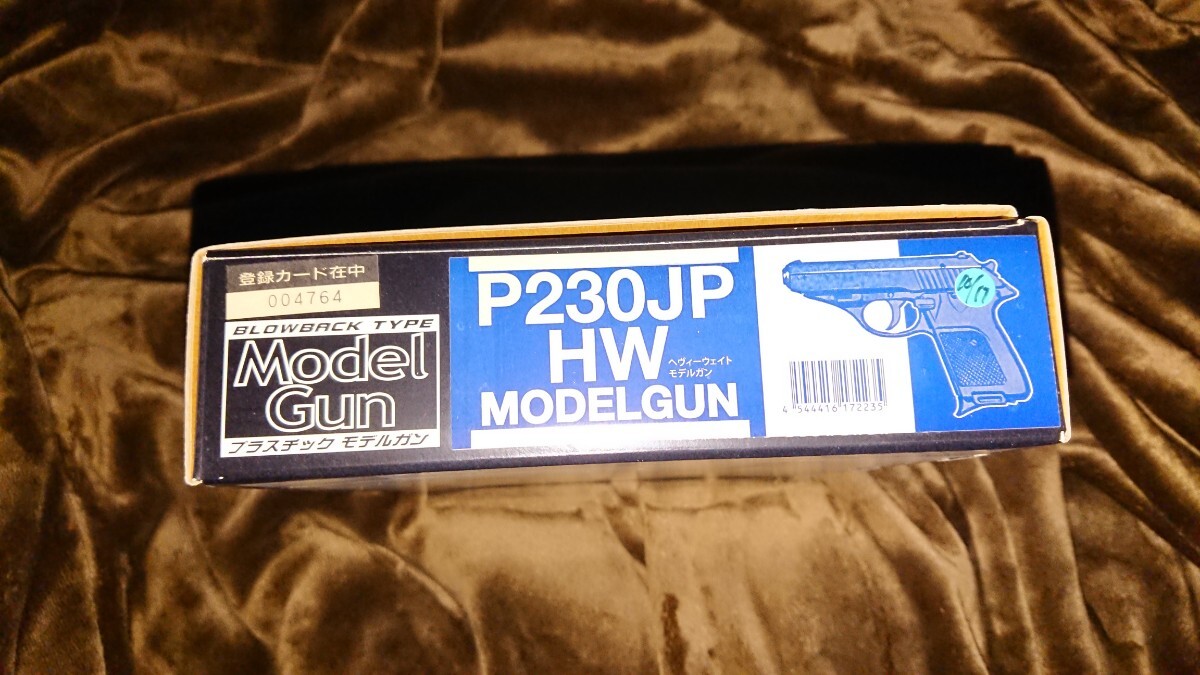 登録カード在中
004764
BLOWBACK TYPE
Model
Gun
プラスチック モデルガン
P230JP
HW
ヘヴィーウェイト
モデルガン
MODELGUN
4 544416 172235